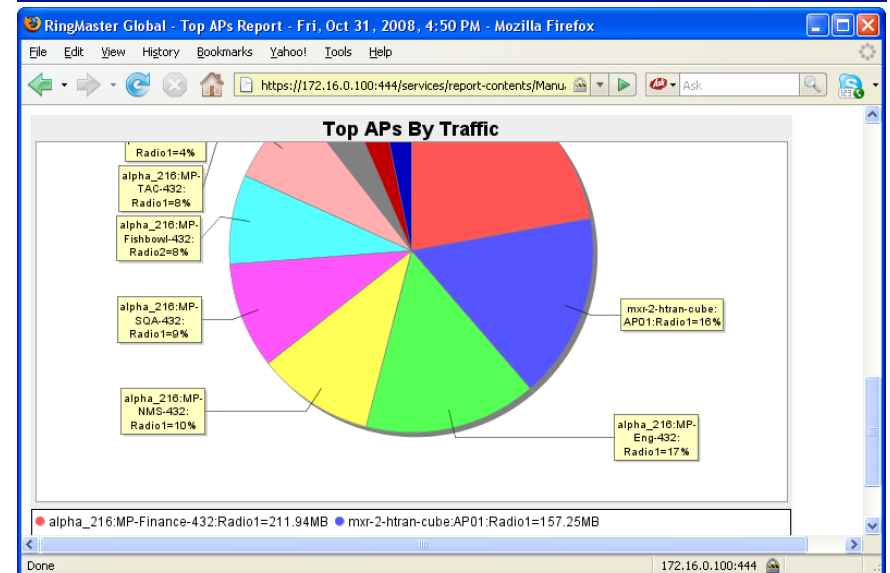 RingMaster Global - Top APs Report - Fri, Oct 31, 2008, 4:50 PM - Mozilla Firefox
File Edit View History Bookmarks Yahoo! Tools Help
https://172.16.0.100:444/services/report-contents/Manu.
Ask
123
Top APs By Traffic
Radio1=4%
alpha_216:MP-
TAC-432:
Radio1=8%
alpha_216:MP-
Fishbowl-432:
Radio2=8%
alpha_216:MP-
SQA-432:
Radio1=9%
mxr-2-htran-cube:
AP01:Radio1=16%
alpha_216:MP-
NMS-432:
Radio1=10%
alpha_216:MP-
Eng-432:
Radio1=17%
alpha_216:MP-Finance-432:Radio1=211.94MB mxr-2-htran-cube:AP01:Radio1=157.25MB
Done 172.16.0.100:444